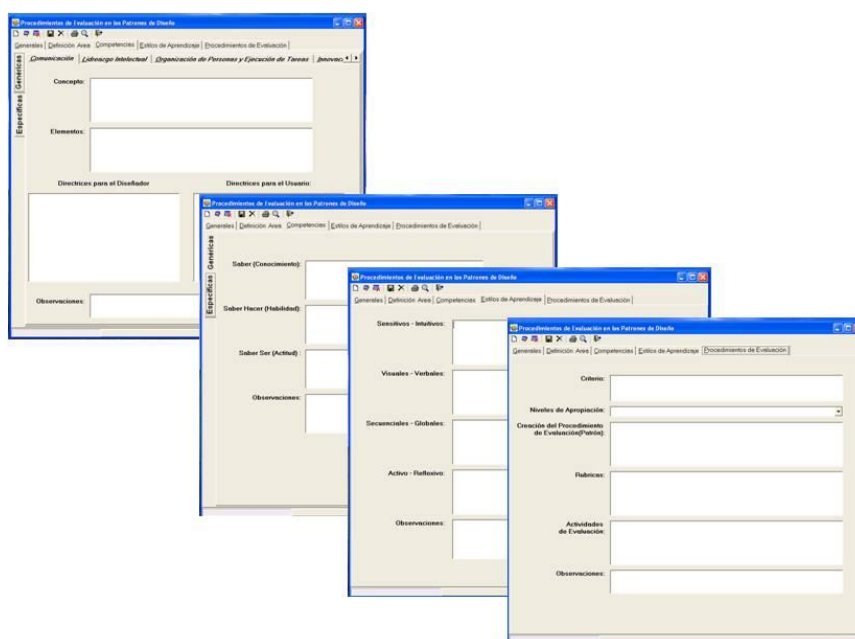 Procedimientos de Evaluación en los Patrones de Diseño
Generales Definición Area Competencias Estilos de Aprendizaje Procedimientos de Evaluación
Comunicación Liderazgo Intelectual Organización de Personas y Ejecución de Tareas Innovac
Genéricas
Específicas
Concepto:
Elementos:
Directrices para el Diseñador Directrices para el Usuario:
Observaciones:
Procedimientos de Evaluación en los Patrones de Diseño
Generales Definición Area Competencias Estilos de Aprendizaje Procedimientos de Evaluación
Genéricas
Específicas
Saber (Conocimiento):
Saber Hacer (Habilidad):
Saber Ser (Actitud):
Observaciones:
Procedimientos de Evaluación en los Patrones de Diseño
Generales Definición Area Competencias Estilos de Aprendizaje Procedimientos de Evaluación
Sensitivos - Intuitivos:
Visuales - Verbales:
Secuenciales - Globales:
Activo - Reflexivo:
Observaciones:
Procedimientos de Evaluación en los Patrones de Diseño
Generales Definición Area Competencias Estilos de Aprendizaje Procedimientos de Evaluación
Criterio:
Niveles de Apropiación:
Creación del Procedimiento
de Evaluación(Patrón):
Rubricas:
Actividades
de Evaluación:
Observaciones: